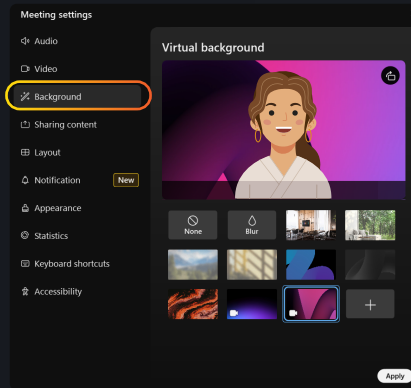 Meeting settings
Audio
Video
Background
Sharing content
Layout
Notification New
Appearance
Statistics
Keyboard shortcuts
Accessibility
Virtual background
None
Blur
Apply